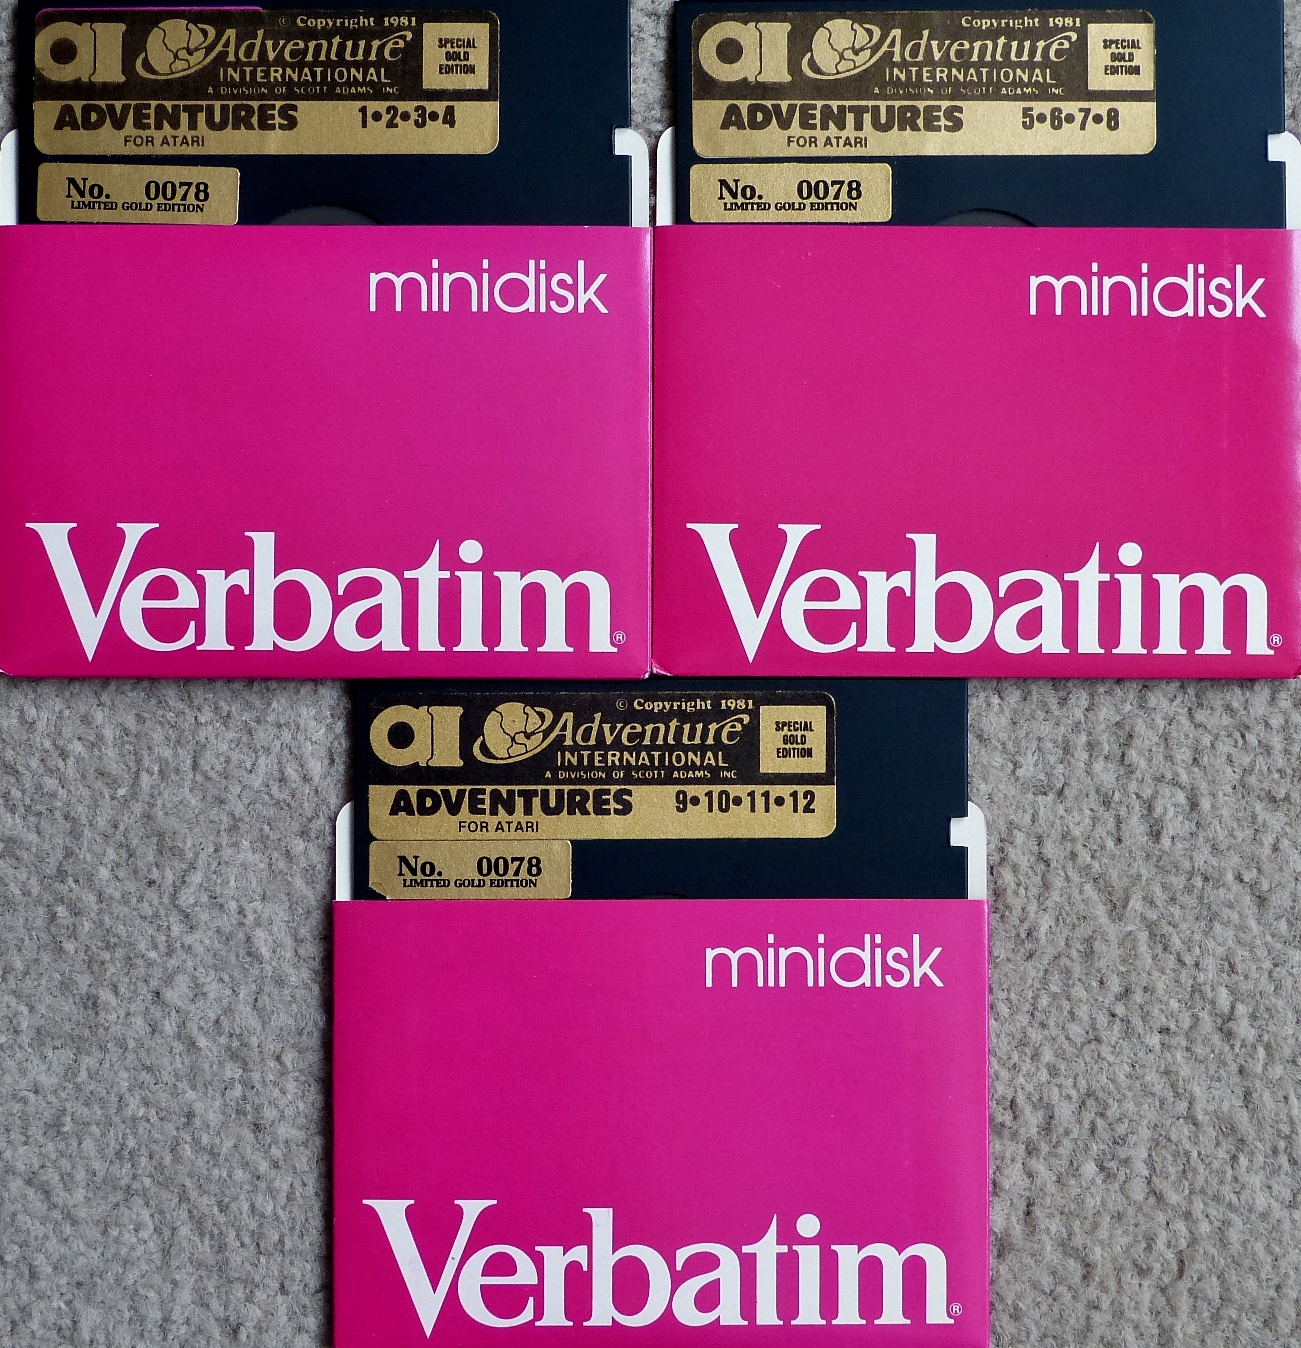 © Copyright 1981
ai Adventure
INTERNATIONAL
A DIVISION OF SCOTT ADAMS INC
SPECIAL
GOLD
EDITION
ADVENTURES 1•2•3•4
FOR ATARI
No. 0078
LIMITED GOLD EDITION
minidisk
Verbatim®
Copyright 1981
ai Adventure
INTERNATIONAL
A DIVISION OF SCOTT ADAMS INC
SPECIAL
GOLD
EDITION
ADVENTURES 5•6•7•8
FOR ATARI
No. 0078
LIMITED GOLD EDITION
minidisk
Verbatim®
© Copyright 1981
ai Adventure
INTERNATIONAL
A DIVISION OF SCOTT ADAMS INC
SPECIAL
GOLD
EDITION
ADVENTURES 9•10•11•12
FOR ATARI
No. 0078
LIMITED GOLD EDITION
minidisk
Verbatim®